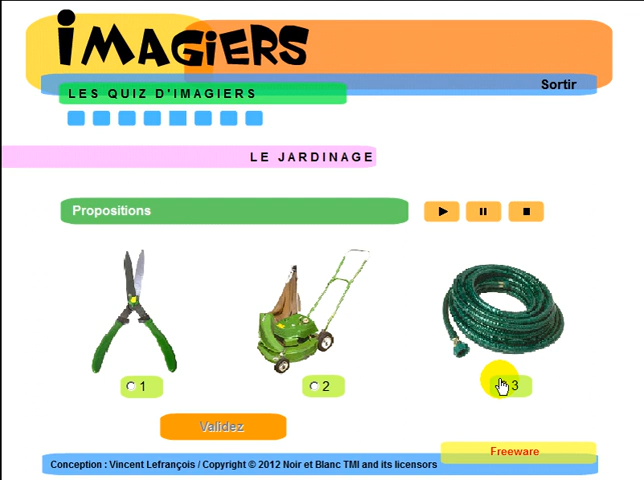 iMAGiERS
Sortir
LES QUIZ D'IMAGIERS
LE JARDINAGE
Propositions
1
2
3
Validez
Freeware
Conception : Vincent Lefrançois / Copyright © 2012 Noir et Blanc TMI and its licensors